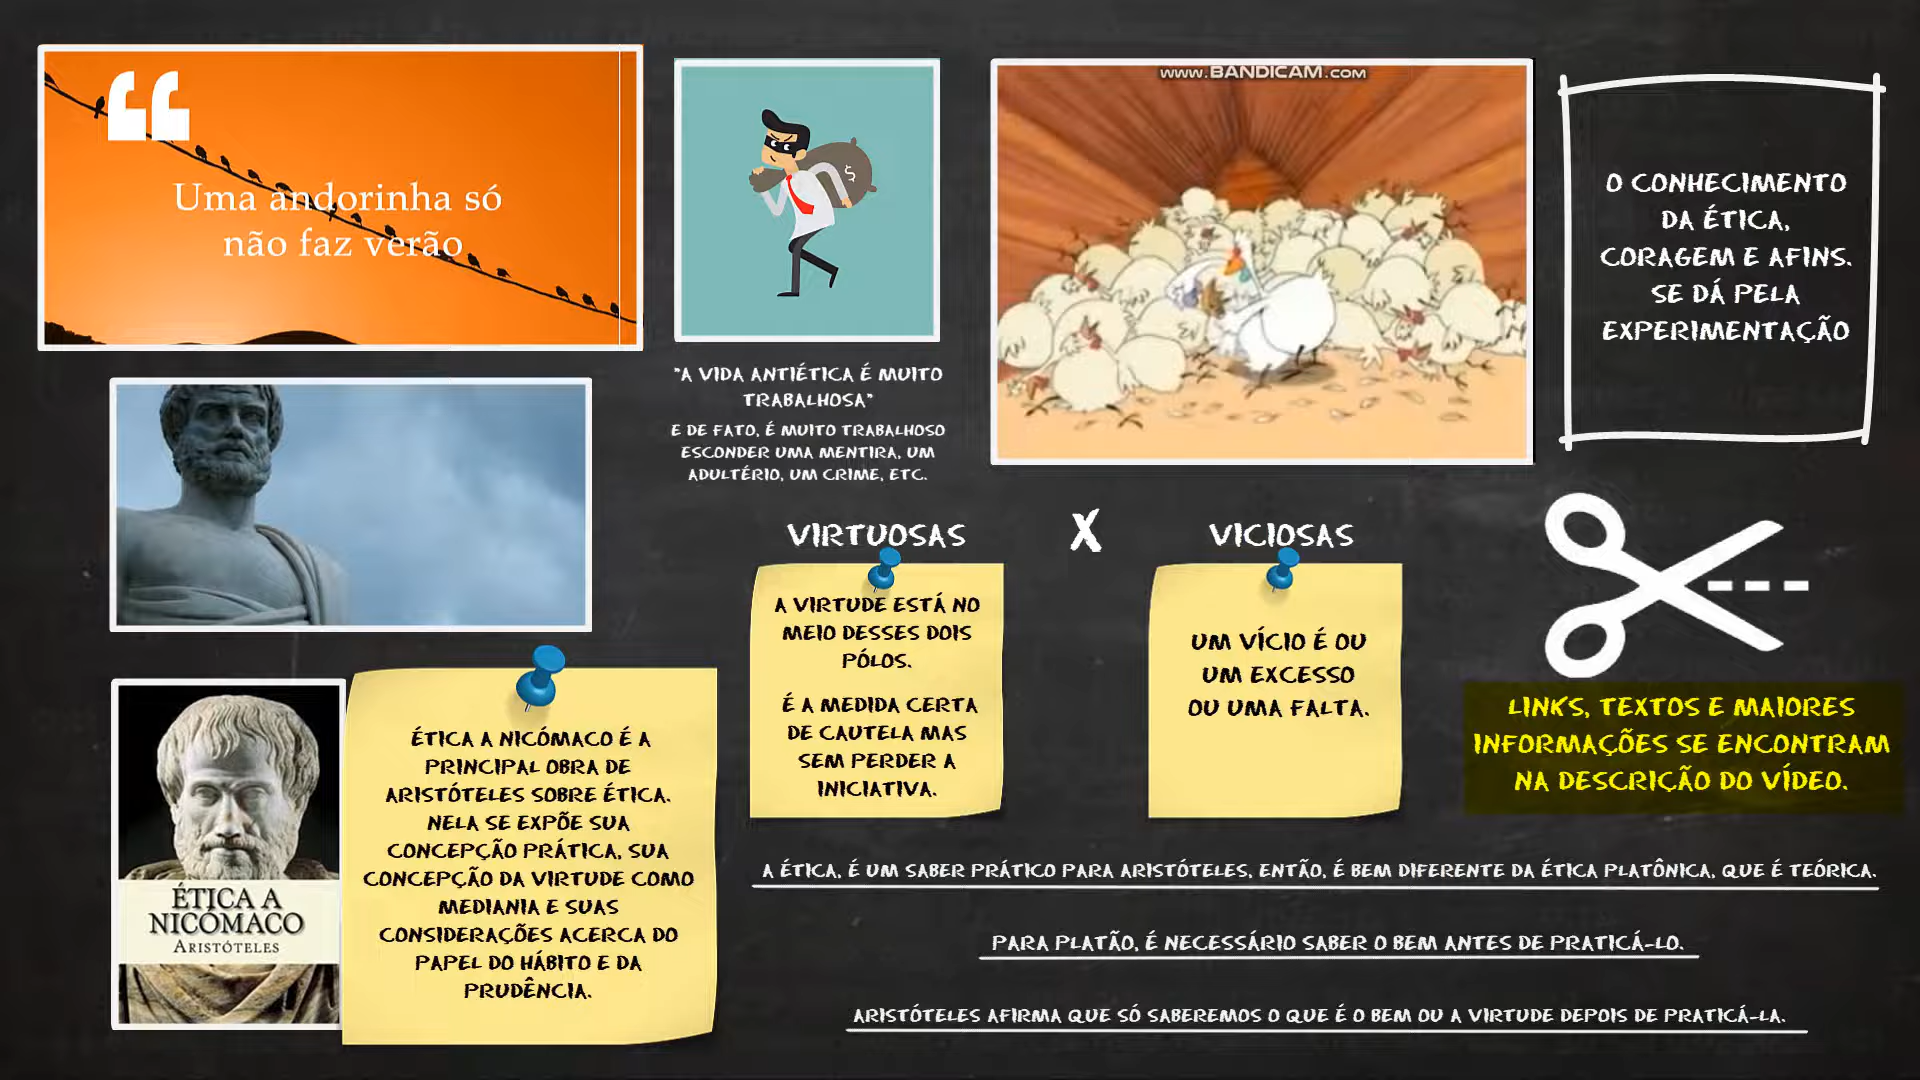 Uma andorinha só
não faz verão
"A VIDA ANTIÉTICA É MUITO
TRABALHOSA"
E DE FATO, É MUITO TRABALHOSO
ESCONDER UMA MENTIRA, UM
ADULTÉRIO, UM CRIME, ETC.
$
WWW.BANDICAM.COM
O CONHECIMENTO
DA ÉTICA,
CORAGEM E AFINS.
SE DÁ PELA
EXPERIMENTAÇÃO
VIRTUOSAS
X
VICIOSAS
A VIRTUDE ESTÁ NO
MEIO DESSES DOIS
PÓLOS.
É A MEDIDA CERTA
DE CAUTELA MAS
SEM PERDER A
INICIATIVA.
UM VÍCIO É OU
UM EXCESSO
OU UMA FALTA.
LINKS, TEXTOS E MAIORES
INFORMAÇÕES SE ENCONTRAM
NA DESCRIÇÃO DO VÍDEO.
ÉTICA A
NICÓMACO
ARISTÓTELES
ÉTICA A NICÓMACO É A
PRINCIPAL OBRA DE
ARISTÓTELES SOBRE ÉTICA.
NELA SE EXPÕE SUA
CONCEPÇÃO PRÁTICA, SUA
CONCEPÇÃO DA VIRTUDE COMO
MEDIANIA E SUAS
CONSIDERAÇÕES ACERCA DO
PAPEL DO HÁBITO E DA
PRUDÊNCIA.
A ÉTICA, É UM SABER PRÁTICO PARA ARISTÓTELES, ENTÃO, É BEM DIFERENTE DA ÉTICA PLATÔNICA, QUE É TEÓRICA.
PARA PLATÃO, É NECESSÁRIO SABER O BEM ANTES DE PRATICÁ-LO.
ARISTÓTELES AFIRMA QUE SÓ SABEREMOS O QUE É O BEM OU A VIRTUDE DEPOIS DE PRATICÁ-LA.